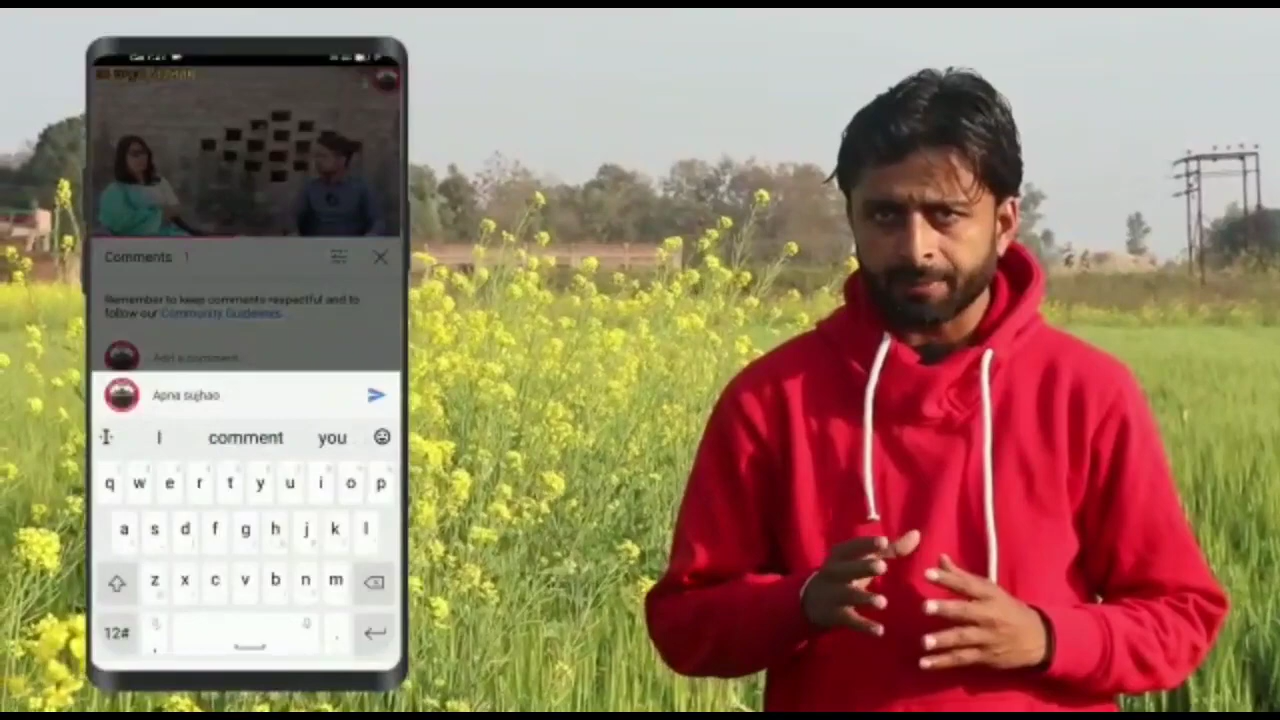 Comments 1
Remember to keep comments respectful and to
follow our Community Guidelines.
Add a comment...
Apna sujhao
I comment you
q w e r t y u i o p
a s d f g h j k l
z x c v b n m
12# , .